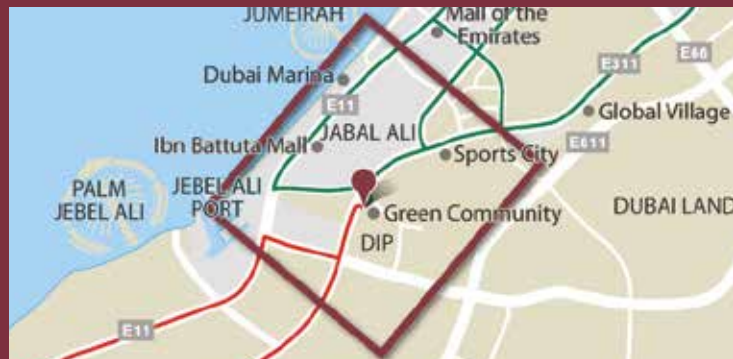 JUMEIRAH
Mall of the
Emirates
E66
E311
Dubai Marina
E11
Global Village
JABAL ALI
Ibn Battuta Mall
E611
Sports City
PALM
JEBEL ALI
JEBEL ALI
PORT
Green Community
DUBAI LAND
DIP
E11